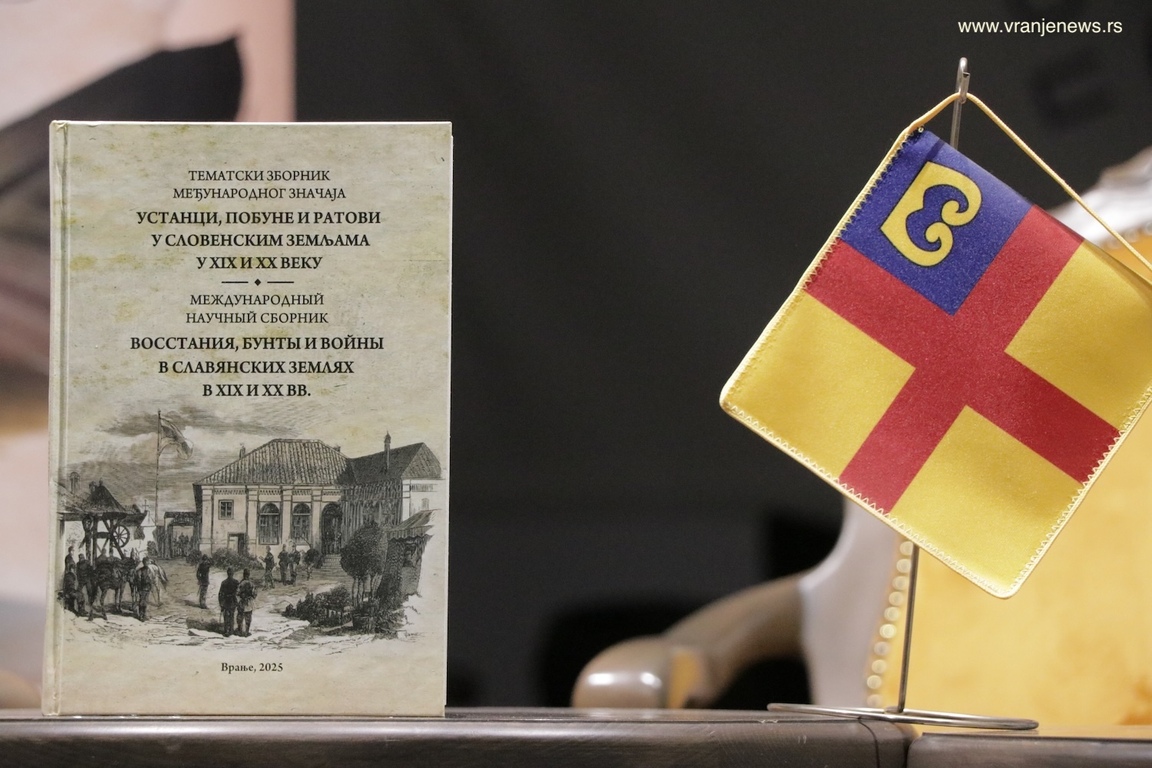 www.vranjenews.rs
ТЕМАТСКИ ЗБОРНИК
МЕЂУНАРОДНОГ ЗНАЧАЈА
УСТАНЦИ, ПОБУНЕ И РАТОВИ
У СЛОВЕНСКИМ ЗЕМЉАМА
У XIX И XX ВЕКУ
МЕЖДУНАРОДНЫЙ
НАУЧНЫЙ СБОРНИК
ВОССТАНИЯ, БУНТЫ И ВОЙНЫ
В СЛАВЯНСКИХ ЗЕМЛЯХ
В XIX И XX ВВ.
Врање, 2025